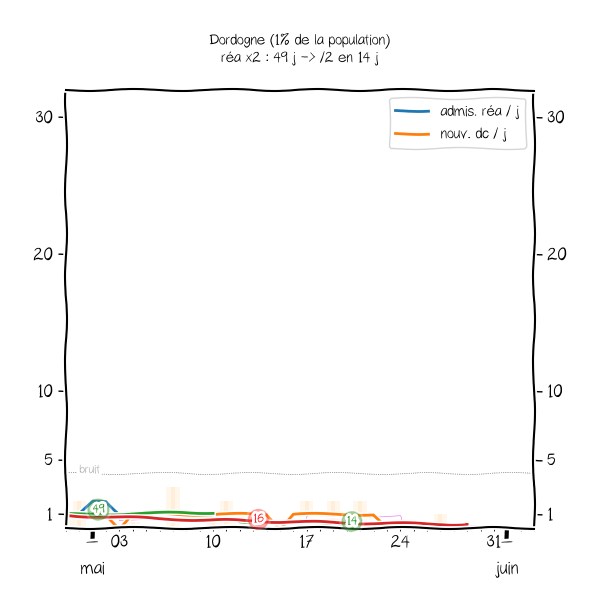 Dordogne (1% de la population)
réa x2 : 49 j -> /2 en 14 j
admis. réa / j
nouv. dc / j
30
30
20
20
10
10
5
5
bruit
1
1
49
16
14
03
10
17
24
31
mai
juin